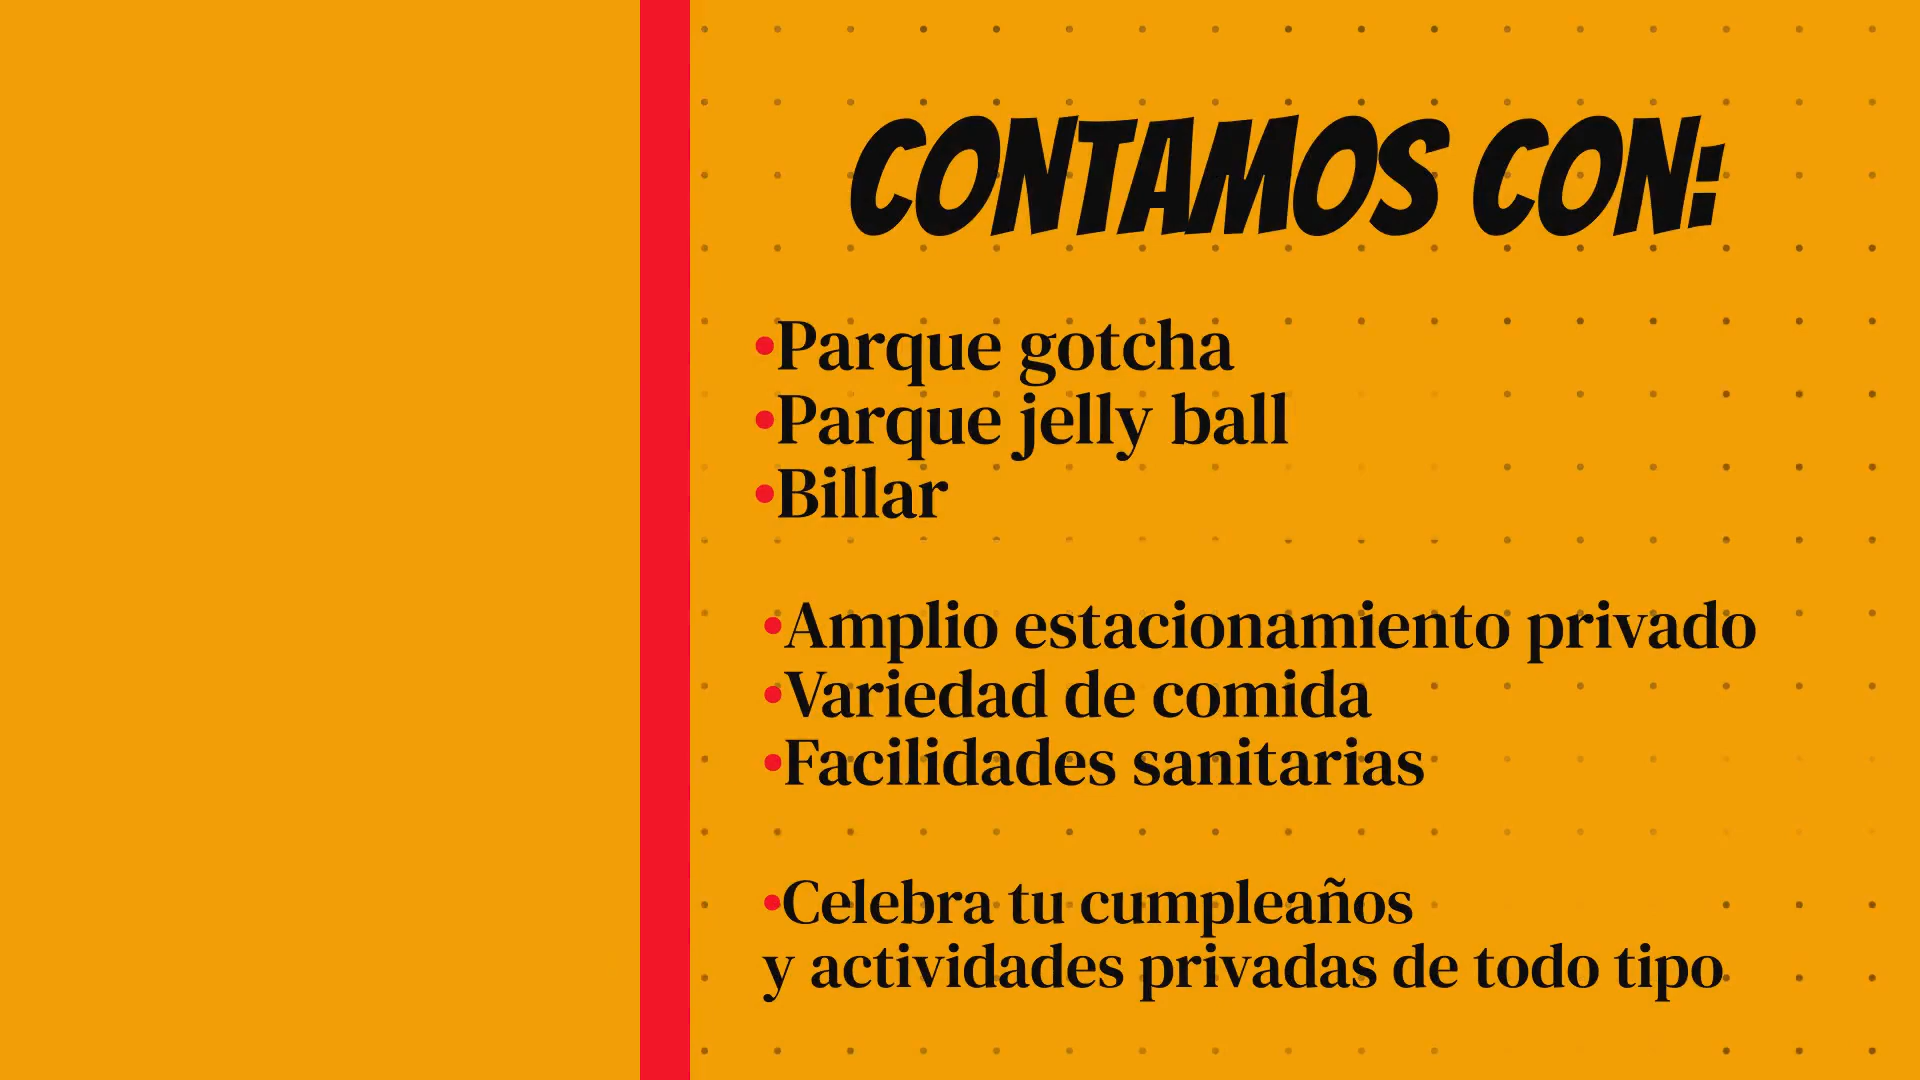 CONTAMOS CON:
•Parque gotcha
•Parque jelly ball
•Billar
•Amplio estacionamiento privado
•Variedad de comida
•Facilidades sanitarias
•Celebra tu cumpleaños
y actividades privadas de todo tipo